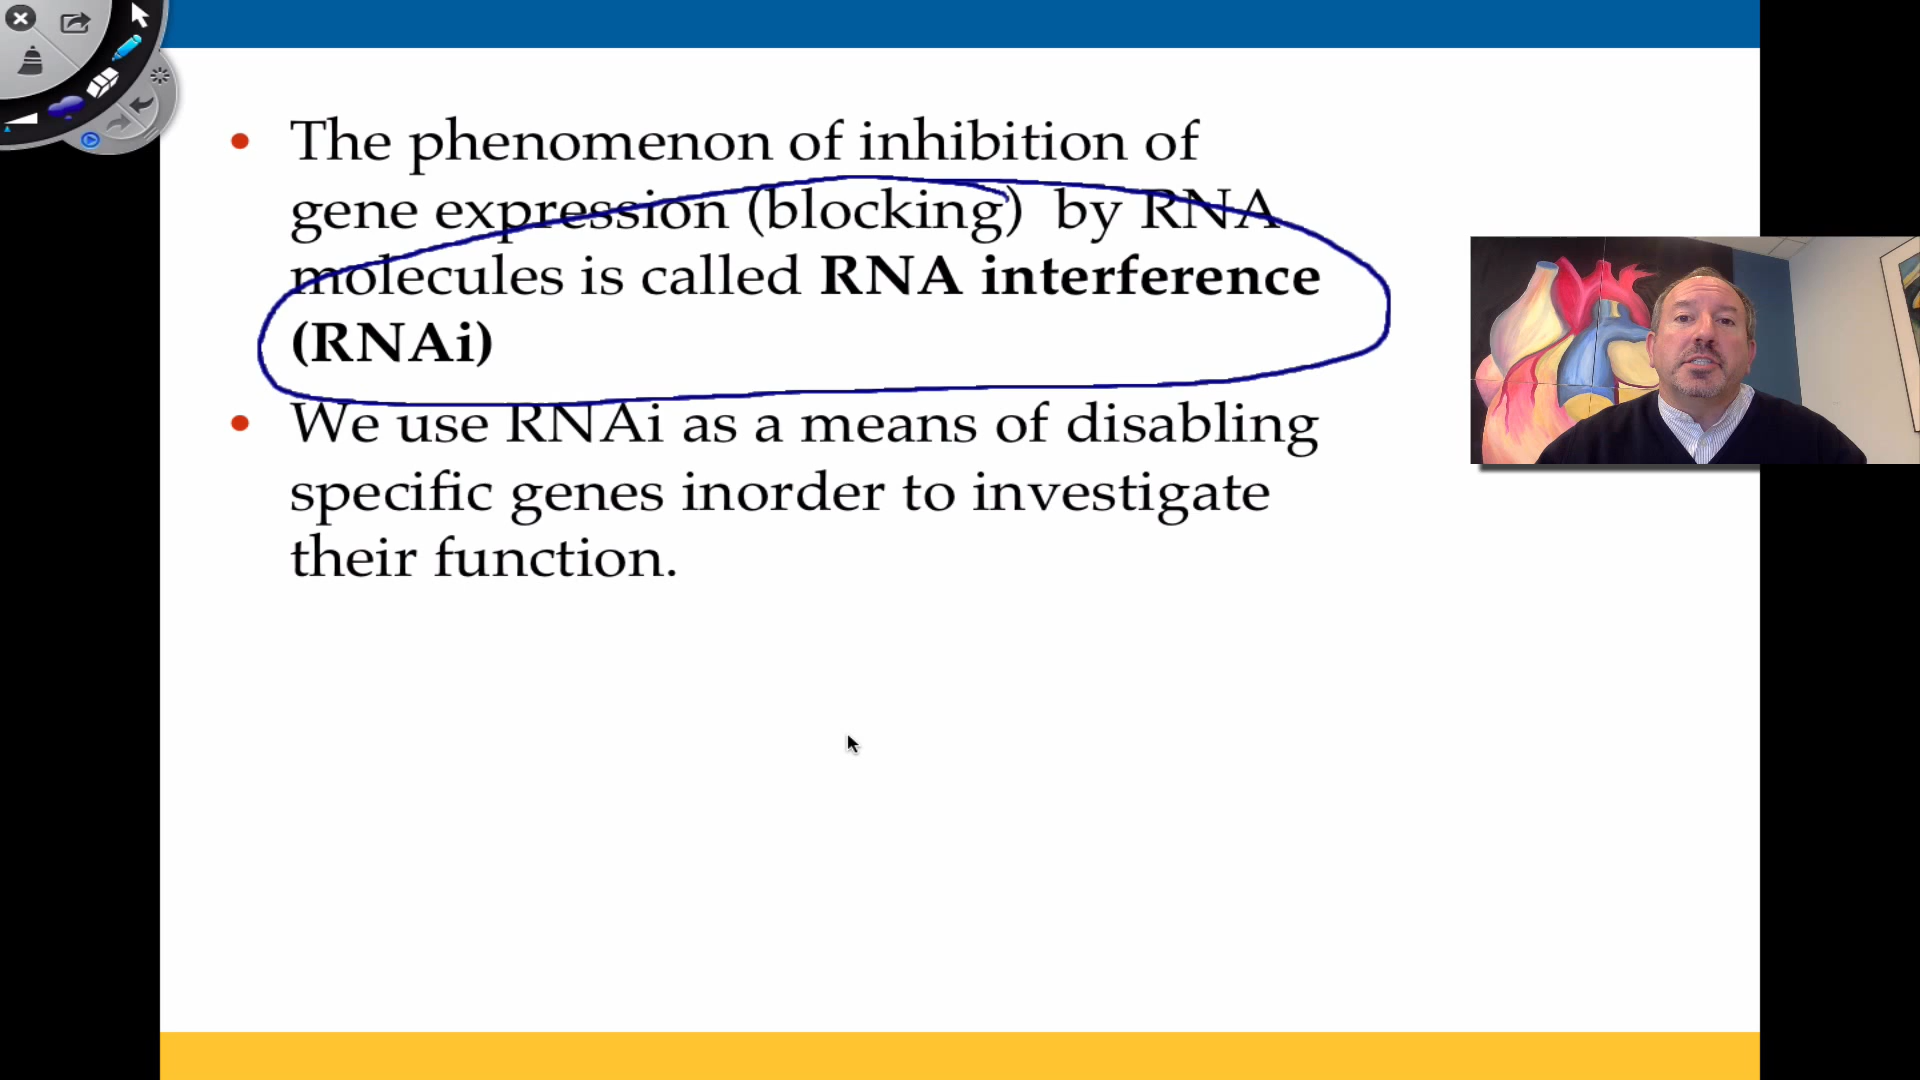 • The phenomenon of inhibition of
gene expression (blocking) by RNA
molecules is called RNA interference
(RNAi)
• We use RNAi as a means of disabling
specific genes inorder to investigate
their function.